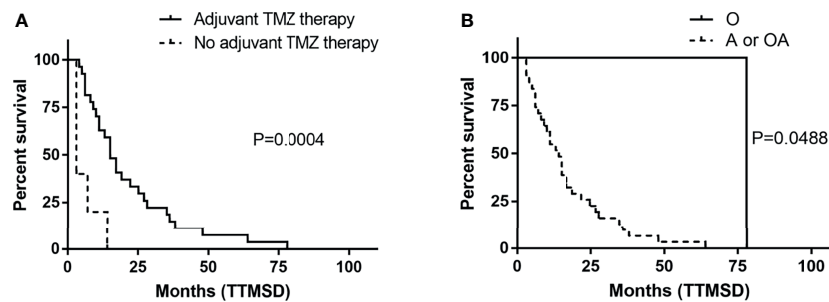 A
Adjuvant TMZ therapy
No adjuvant TMZ therapy
Percent survival
100
75
50
25
0
P=0.0004
0 25 50 75 100
Months (TTMSD)
B
O
A or OA
Percent survival
100
75
50
25
0
P=0.0488
0 25 50 75 100
Months (TTMSD)